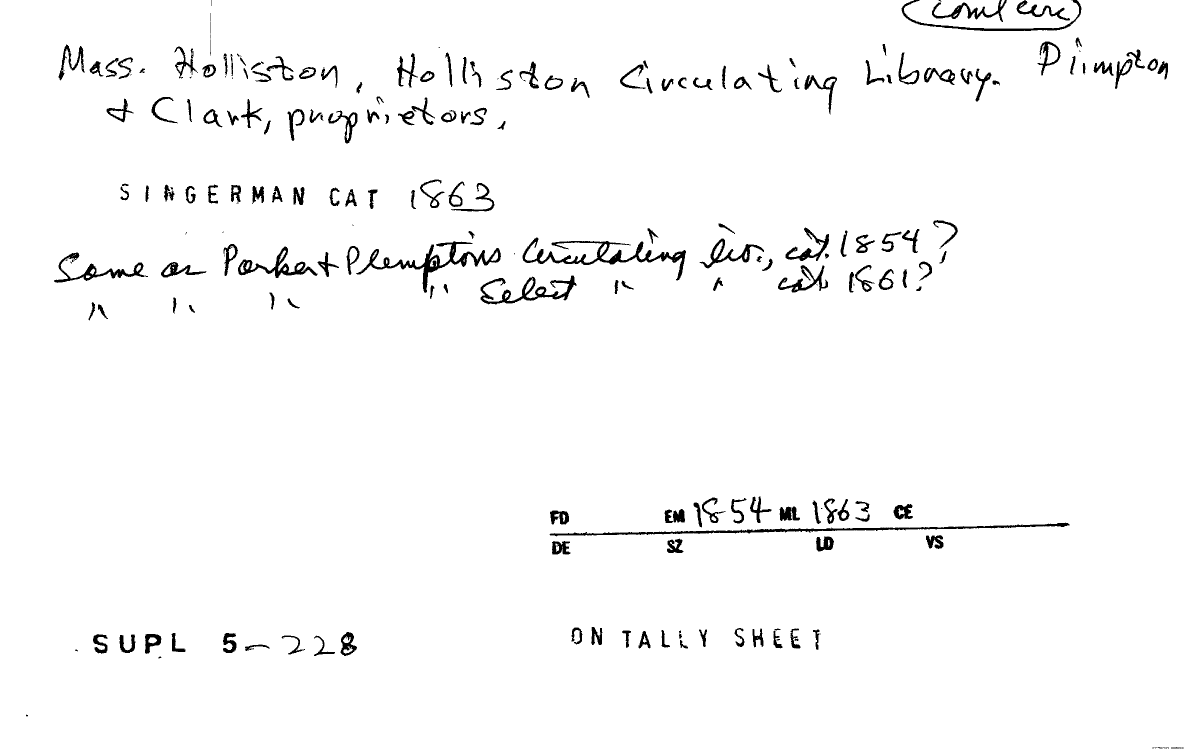 Coml circ
Mass. Holliston, Holliston Circulating Library. Plimpton
& Clark, proprietors.
SINGERMAN CAT 1863
Same as Parker & Plemptons Circulating Lib., cat. 1854?
" " " " Select " " cat. 1861?
FD EM 1854 ML 1863 CE
DE SZ LD VS
SUPL 5-228
ON TALLY SHEET